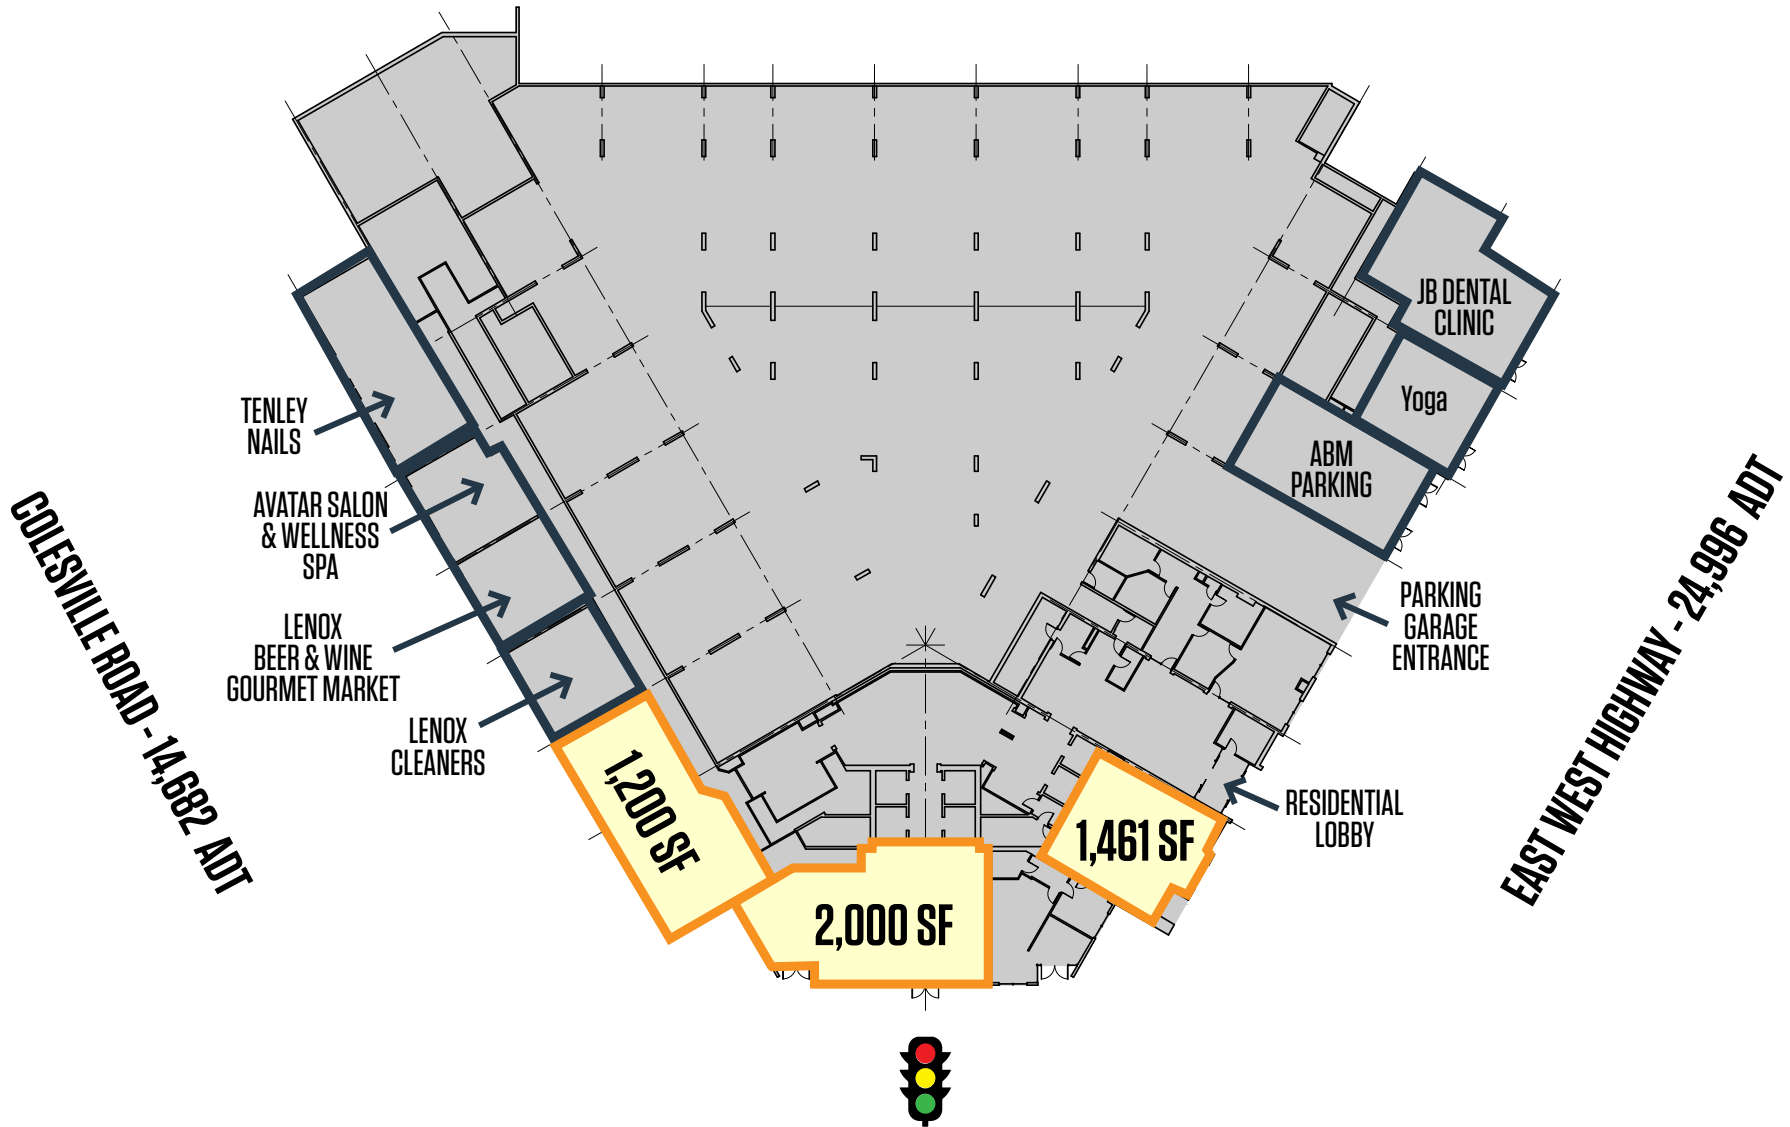 JB DENTAL
CLINIC
Yoga
ABM
PARKING
TENLEY
NAILS
AVATAR SALON
& WELLNESS
SPA
LENOX
BEER & WINE
GOURMET MARKET
LENOX
CLEANERS
COLESVILLE ROAD - 14,682 ADT
EAST WEST HIGHWAY - 24,996 ADT
PARKING
GARAGE
ENTRANCE
RESIDENTIAL
LOBBY
1,200 SF
2,000 SF
1,461 SF